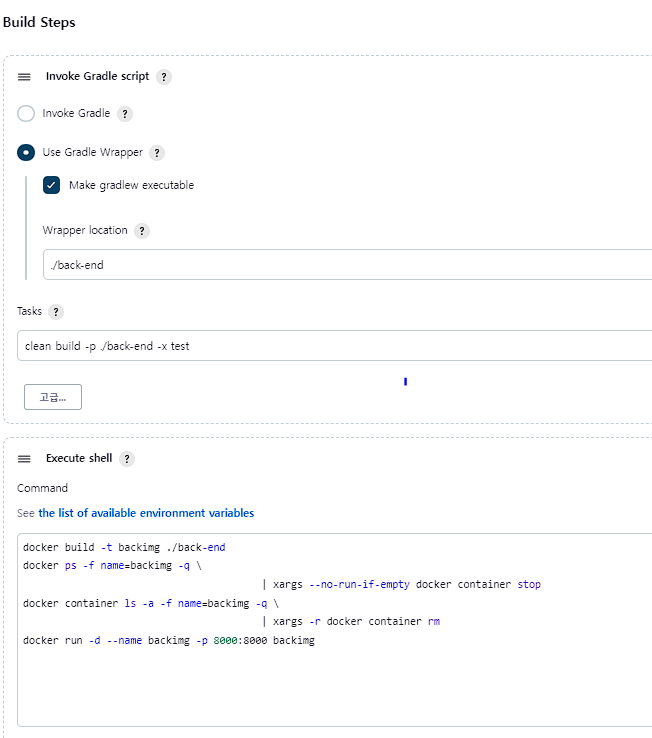 Build Steps
Invoke Gradle script ?
Invoke Gradle ?
Use Gradle Wrapper ?
Make gradlew executable
Wrapper location ?
./back-end
Tasks ?
clean build -p ./back-end -x test
고급...
Execute shell ?
Command
See the list of available environment variables
docker build -t backimg ./back-end
docker ps -f name=backimg -q \
| xargs --no-run-if-empty docker container stop
docker container ls -a -f name=backimg -q \
| xargs -r docker container rm
docker run -d --name backimg -p 8000:8000 backimg